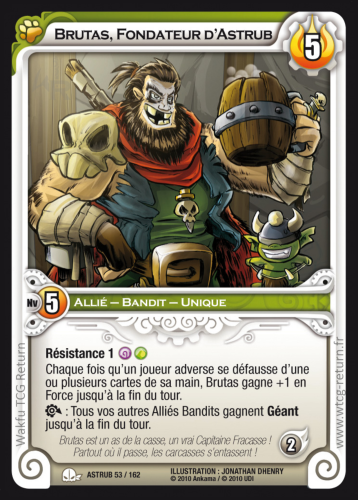 BRUTAS, FONDATEUR D'ASTRUB
5
Nv 5
ALLIÉ – BANDIT – UNIQUE
Résistance 1
Chaque fois qu'un joueur adverse se défausse d'une
ou plusieurs cartes de sa main, Brutas gagne +1 en
Force jusqu'à la fin du tour.
: Tous vos autres Alliés Bandits gagnent Géant
jusqu'à la fin du tour.
Brutas est un as de la casse, un vrai Capitaine Fracasse !
Partout où il passe, les carcasses s'entassent !
2
ASTRUB 53 / 162
ILLUSTRATION : JONATHAN DHENRY
© 2010 Ankama / © 2010 UDI
Wakfu TCG Return
www.wtcg-return.fr